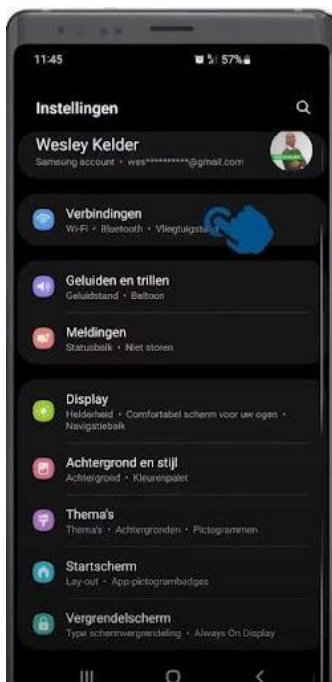 11:45 57%
Instellingen
Wesley Kelder
Samsung account • wes**********@gmail.com
Verbindingen
Wi-Fi • Bluetooth •
Geluiden en trillen
Geluidstand • Beltoon
Meldingen
Statusbalk • Niet storen
Display
Helderheid • Comfortabel scherm voor uw ogen •
Navigatiebalk
Achtergrond en stijl
Achtergrond • Kleurenpalet
Thema's
Thema's • Achtergronden • Pictogrammen
Startscherm
Lay-out • App-pictogrambadges
Vergrendelscherm
Type schermvergrendeling • Always On Display